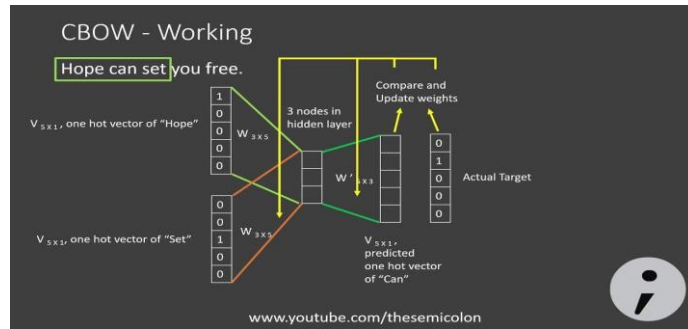 CBOW - Working
Hope can set you free.
Compare and
Update weights
3 nodes in
hidden layer
V 5 X 1, one hot vector of “Hope”
1
0
0
0
0
W 3 X 5
W ’ 5 X 3
0
1
0
0
0
Actual Target
V 5 X 1, one hot vector of “Set”
0
0
1
0
0
W 3 X 5
V 5 X 1,
predicted
one hot vector
of “Can”
www.youtube.com/thesemicolon